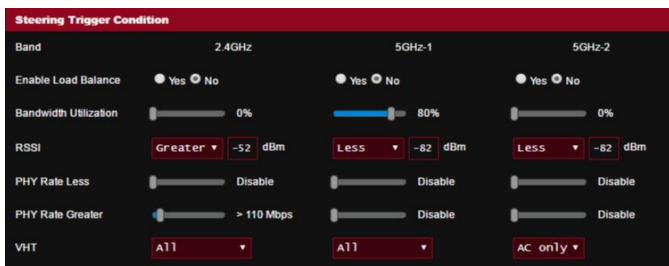 Steering Trigger Condition
Band 2.4GHz 5GHz-1 5GHz-2
Enable Load Balance Yes No Yes No Yes No
Bandwidth Utilization 0% 80% 0%
RSSI Greater -52 dBm Less -82 dBm Less -82 dBm
PHY Rate Less Disable Disable Disable
PHY Rate Greater > 110 Mbps Disable Disable
VHT All All AC only